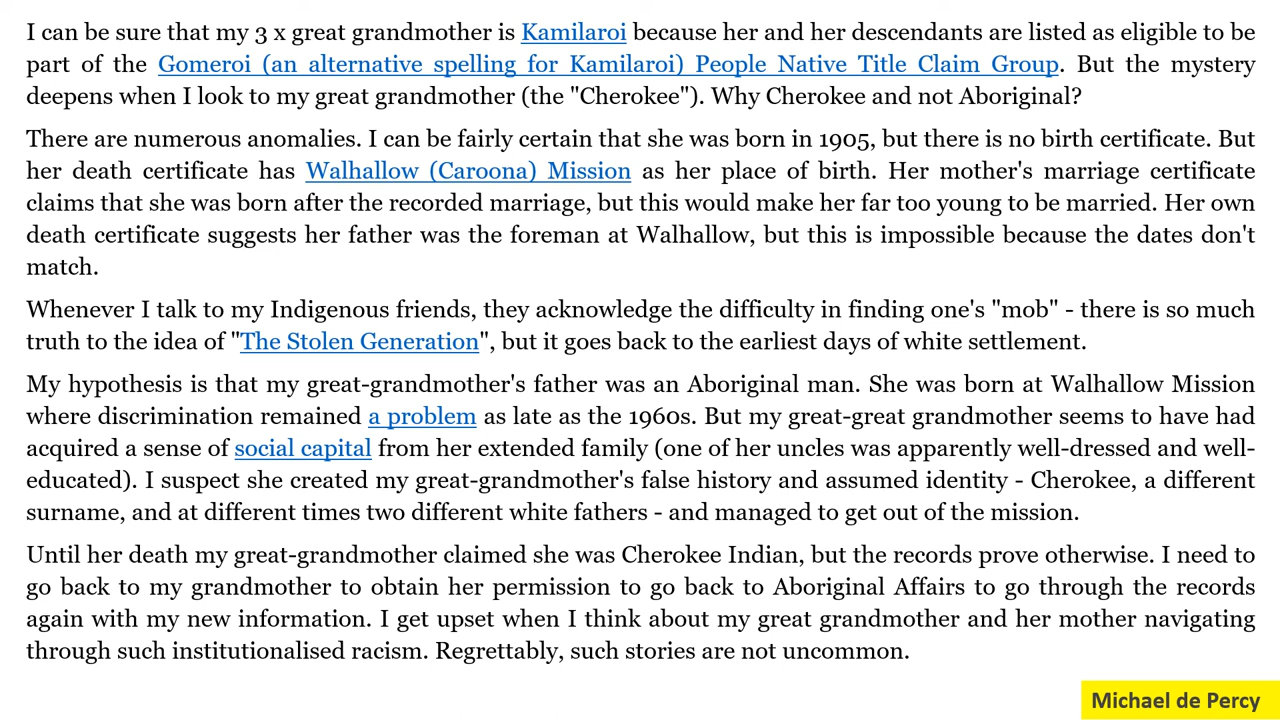 I can be sure that my 3 x great grandmother is Kamilaroi because her and her descendants are listed as eligible to be
part of the Gomeroi (an alternative spelling for Kamilaroi) People Native Title Claim Group. But the mystery
deepens when I look to my great grandmother (the "Cherokee"). Why Cherokee and not Aboriginal?
There are numerous anomalies. I can be fairly certain that she was born in 1905, but there is no birth certificate. But
her death certificate has Walhallow (Caroona) Mission as her place of birth. Her mother's marriage certificate
claims that she was born after the recorded marriage, but this would make her far too young to be married. Her own
death certificate suggests her father was the foreman at Walhallow, but this is impossible because the dates don't
match.
Whenever I talk to my Indigenous friends, they acknowledge the difficulty in finding one's "mob" - there is so much
truth to the idea of "The Stolen Generation", but it goes back to the earliest days of white settlement.
My hypothesis is that my great-grandmother's father was an Aboriginal man. She was born at Walhallow Mission
where discrimination remained a problem as late as the 1960s. But my great-great grandmother seems to have had
acquired a sense of social capital from her extended family (one of her uncles was apparently well-dressed and well-
educated). I suspect she created my great-grandmother's false history and assumed identity - Cherokee, a different
surname, and at different times two different white fathers - and managed to get out of the mission.
Until her death my great-grandmother claimed she was Cherokee Indian, but the records prove otherwise. I need to
go back to my grandmother to obtain her permission to go back to Aboriginal Affairs to go through the records
again with my new information. I get upset when I think about my great grandmother and her mother navigating
through such institutionalised racism. Regrettably, such stories are not uncommon.
Michael de Percy